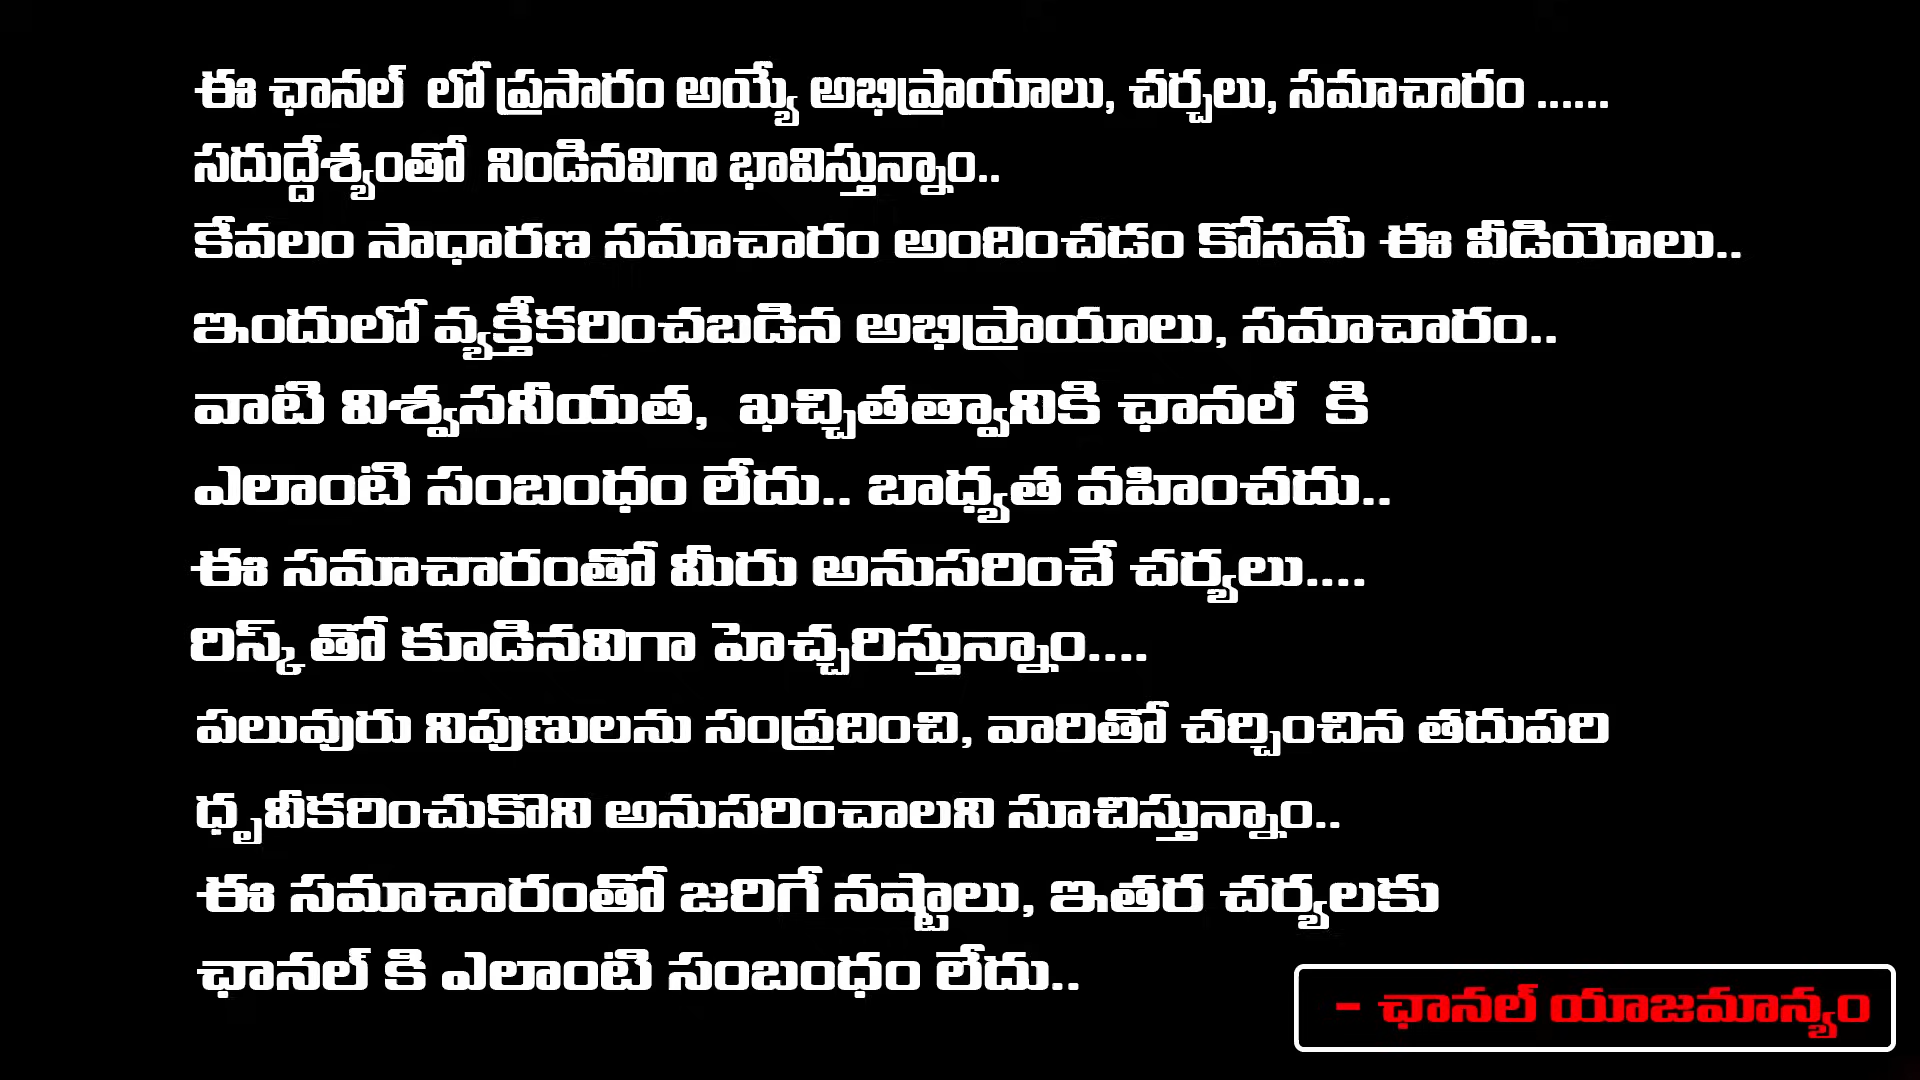 ఈ ఛానల్ లో ప్రసారం అయ్యే అభిప్రాయాలు, చర్చలు, సమాచారం ......
సదుద్దేశ్యంతో నిండినవిగా భావిస్తున్నాం..
కేవలం సాధారణ సమాచారం అందించడం కోసమే ఈ వీడియోలు..
ఇందులో వ్యక్తీకరించబడిన అభిప్రాయాలు, సమాచారం..
వాటి విశ్వసనీయత, ఖచ్చితత్వానికి ఛానల్ కి
ఎలాంటి సంబంధం లేదు.. బాధ్యత వహించదు..
ఈ సమాచారంతో మీరు అనుసరించే చర్యలు....
రిస్క్ తో కూడినవిగా హెచ్చరిస్తున్నాం....
పలువురు నిపుణులను సంప్రదించి, వారితో చర్చించిన తదుపరి
ధృవీకరించుకొని అనుసరించాలని సూచిస్తున్నాం..
ఈ సమాచారంతో జరిగే నష్టాలు, ఇతర చర్యలకు
ఛానల్ కి ఎలాంటి సంబంధం లేదు..
- ఛానల్ యాజమాన్యం